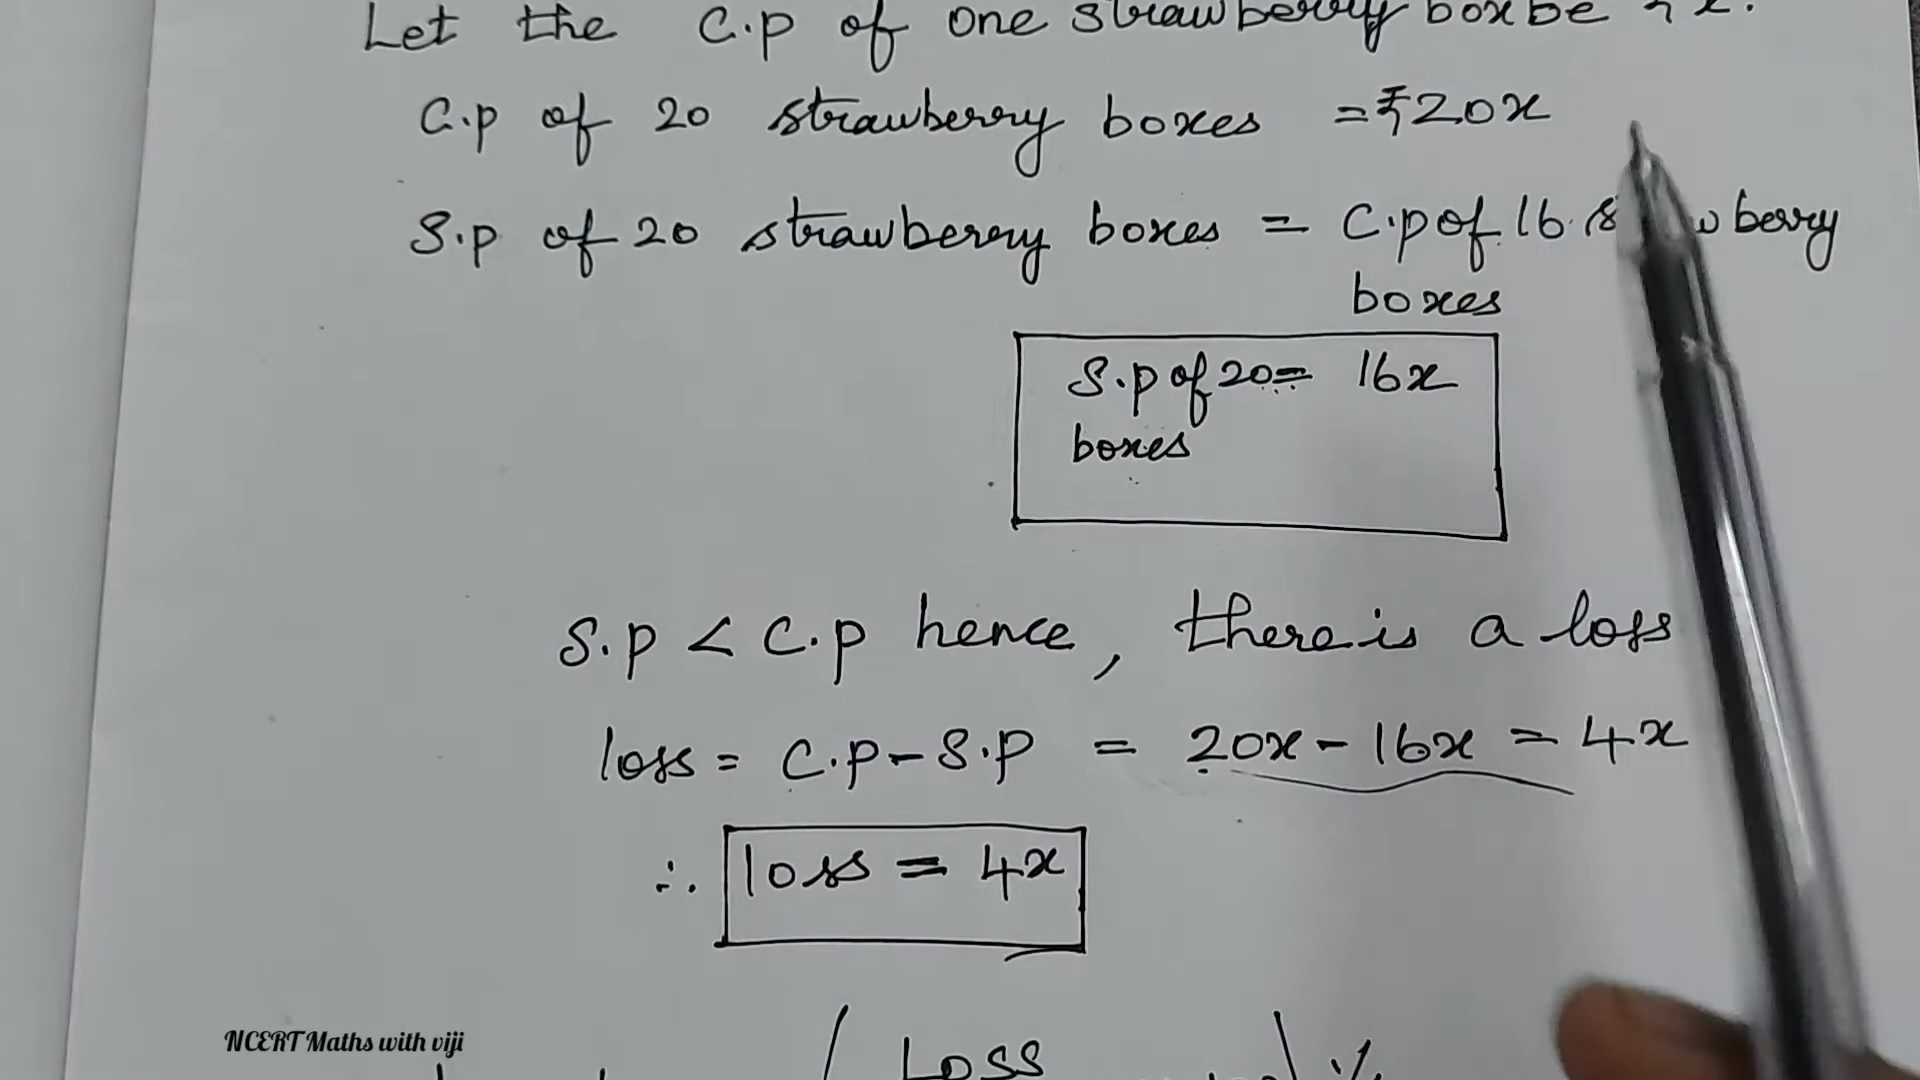 Let the C.p of one strawberry box be ₹ x.
C.p of 20 strawberry boxes = ₹20x
S.p of 20 strawberry boxes = C.p of 16 berry
boxes
S.p of 20 = 16x
boxes
S.p < C.p hence, there is a loss
loss = C.p - S.p = 20x - 16x = 4x
∴ loss = 4x
( Loss ) %
NCERT Maths with viji